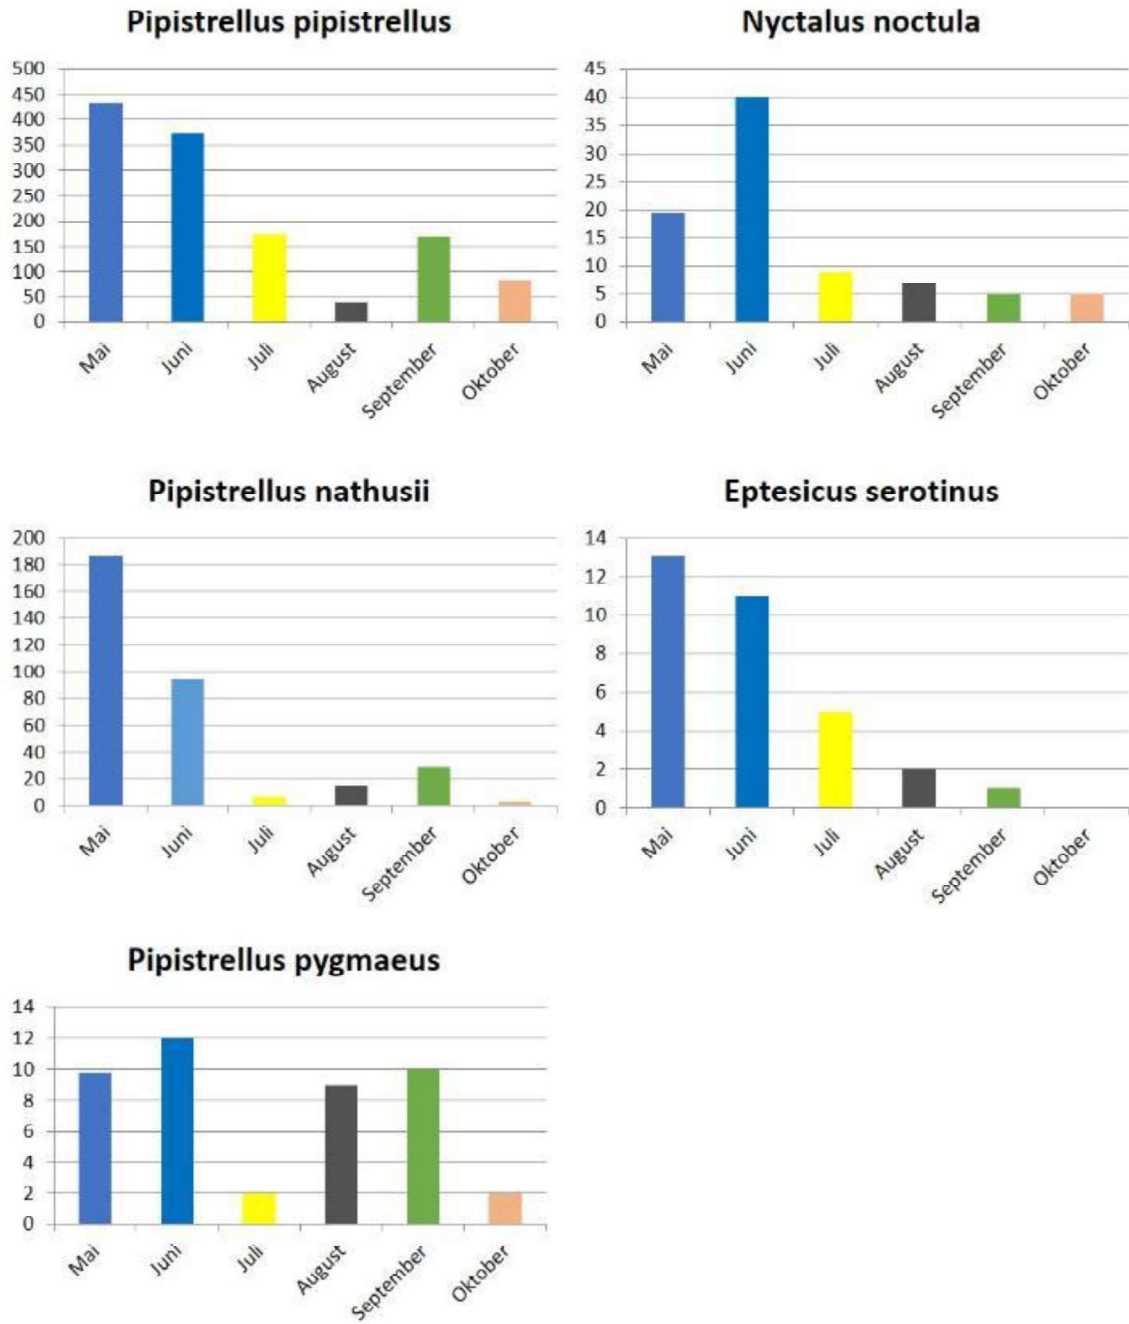 Pipistrellus pipistrellus
500
450
400
350
300
250
200
150
100
50
0
Mai
Juni
Juli
August
September
Oktober
Nyctalus noctula
45
40
35
30
25
20
15
10
5
0
Mai
Juni
Juli
August
September
Oktober
Pipistrellus nathusii
200
180
160
140
120
100
80
60
40
20
0
Mai
Juni
Juli
August
September
Oktober
Eptesicus serotinus
14
12
10
8
6
4
2
0
Mai
Juni
Juli
August
September
Oktober
Pipistrellus pygmaeus
14
12
10
8
6
4
2
0
Mai
Juni
Juli
August
September
Oktober